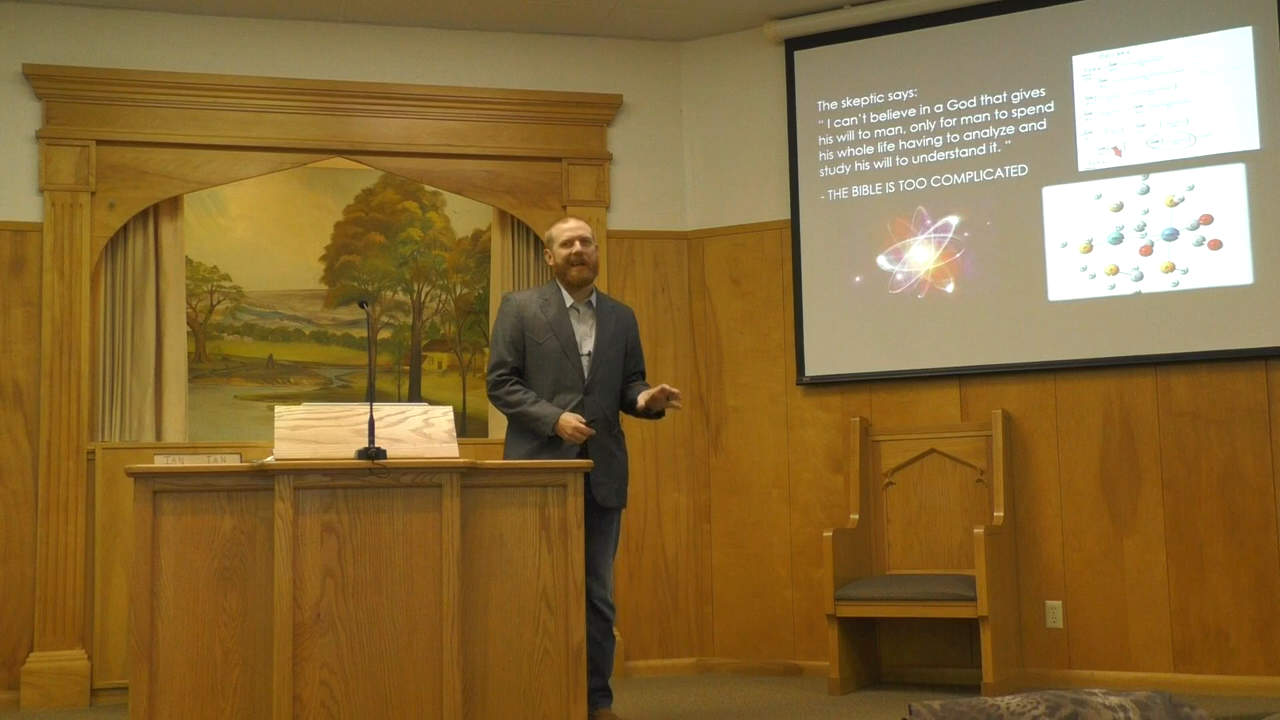 The skeptic says:
“ I can't believe in a God that gives
his will to man, only for man to spend
his whole life having to analyze and
study his will to understand it. “
- THE BIBLE IS TOO COMPLICATED